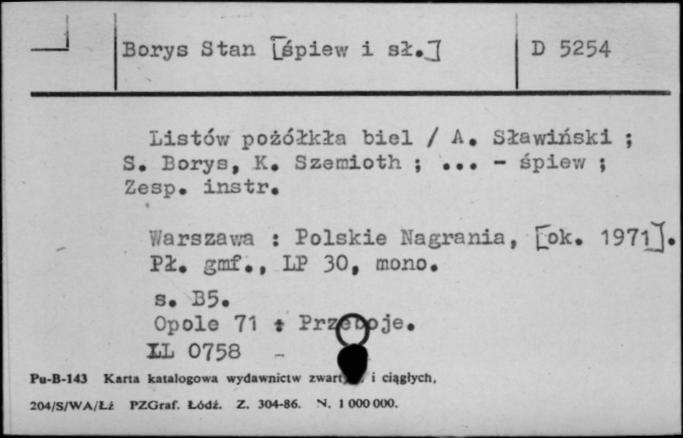 Borys Stan [śpiew i sł.]
D 5254
Listów pożółkła biel / A. Sławiński ;
S. Borys, K. Szemioth ; ... - śpiew ;
Zesp. instr.
Warszawa : Polskie Nagrania, [ok. 1971].
Pł. gmf., LP 30, mono.
s. B5.
Opole 71 : Przeboje.
LL 0758 -
Pu-B-143 Karta katalogowa wydawnictw i ciągłych,
204/S/WA/Łź PZGraf. Łódź. Z. 304-86. N. 1 000 000.